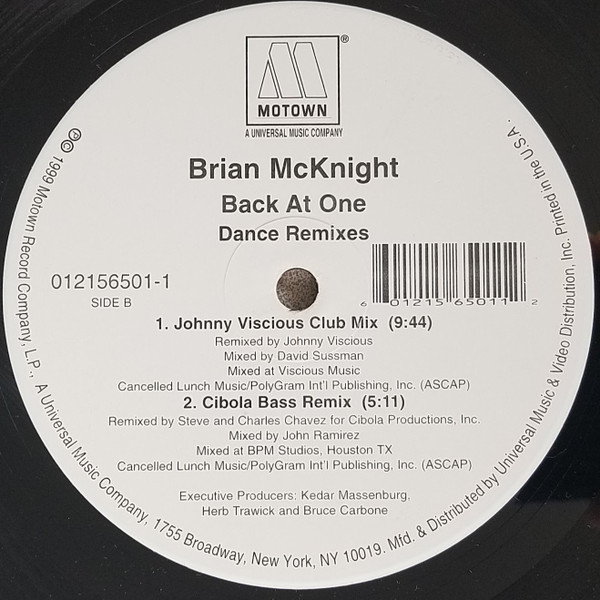 MOTOWN®
A UNIVERSAL MUSIC COMPANY
Brian McKnight
Back At One
Dance Remixes
012156501-1
SIDE B
6 01215 65011 2
1. Johnny Viscious Club Mix (9:44)
Remixed by Johnny Viscious
Mixed by David Sussman
Mixed at Viscious Music
Cancelled Lunch Music/PolyGram Int'l Publishing, Inc. (ASCAP)
2. Cibola Bass Remix (5:11)
Remixed by Steve and Charles Chavez for Cibola Productions, Inc.
Mixed by John Ramirez
Mixed at BPM Studios, Houston TX
Cancelled Lunch Music/PolyGram Int'l Publishing, Inc. (ASCAP)
Executive Producers: Kedar Massenburg,
Herb Trawick and Bruce Carbone
℗© 1999 Motown Record Company, L.P., A Universal Music Company, 1755 Broadway, New York, NY 10019. Mfd. & Distributed by Universal Music & Video Distribution, Inc. Printed in the U.S.A.